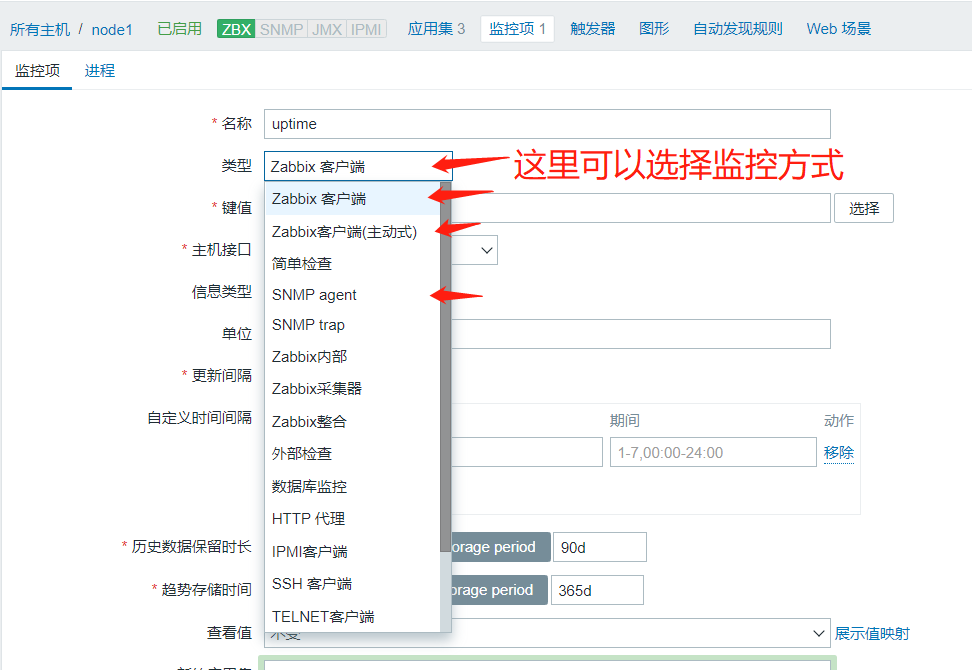 所有主机 / node1 已启用 ZBX SNMP JMX IPMI 应用集 3 监控项 1 触发器 图形 自动发现规则 Web 场景
监控项 进程
* 名称 uptime
类型 Zabbix 客户端 这里可以选择监控方式
Zabbix 客户端
* 键值 选择
Zabbix客户端(主动式)
* 主机接口
简单检查
信息类型
SNMP agent
SNMP trap
单位
Zabbix内部
* 更新间隔
Zabbix采集器
自定义时间间隔 期间 动作
Zabbix整合
外部检查 1-7,00:00-24:00 移除
数据库监控
HTTP 代理
* 历史数据保留时长 orage period 90d
IPMI客户端
SSH 客户端
* 趋势存储时间 orage period 365d
TELNET客户端
查看值 展示值映射